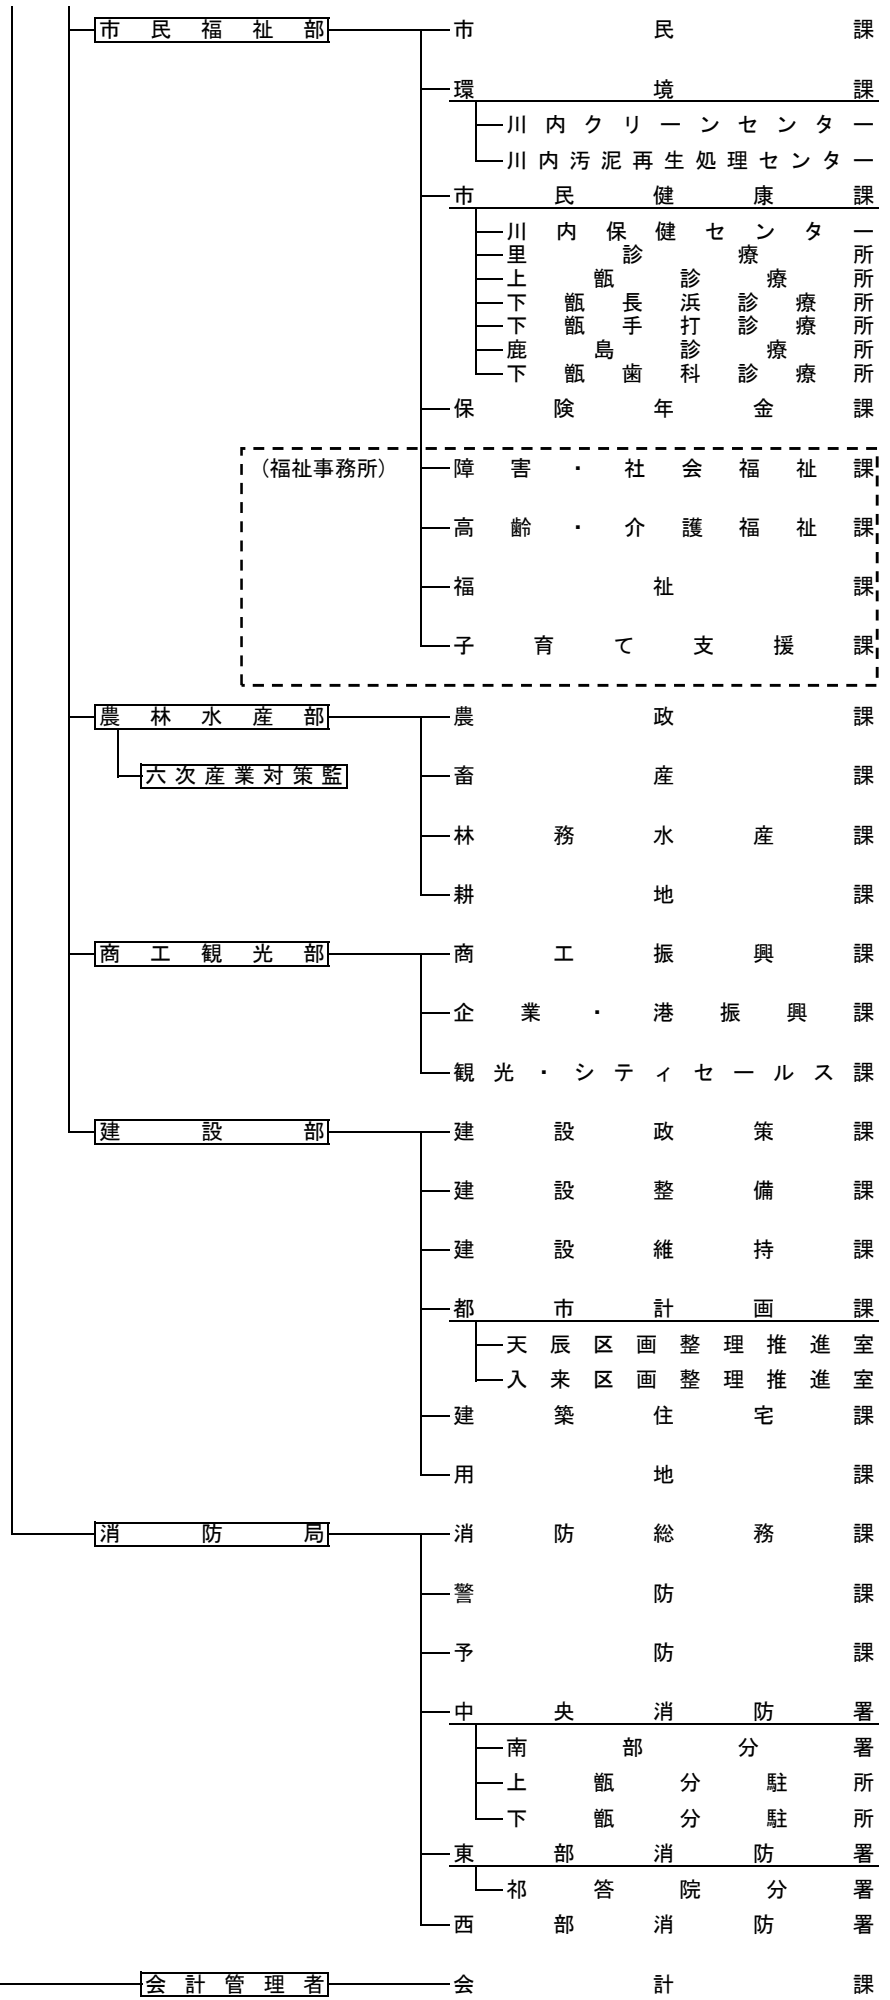 市民福祉部 市民課
環境課
川内クリーンセンター
川内汚泥再生処理センター
市民健康課
川内保健センター
里診療所
上甑診療所
下甑長浜診療所
下甑手打診療所
鹿島診療所
下甑歯科診療所
保険年金課
（福祉事務所） 障害・社会福祉課
高齢・介護福祉課
福祉課
子育て支援課
農林水産部 農政課
六次産業対策監 畜産課
林務水産課
耕地課
商工観光部 商工振興課
企業・港振興課
観光・シティセールス課
建設部 建設政策課
建設整備課
建設維持課
都市計画課
天辰区画整理推進室
入来区画整理推進室
建築住宅課
用地課
消防局 消防総務課
警防課
予防課
中央消防署
南部分署
上甑分駐所
下甑分駐所
東部消防署
祁答院分署
西部消防署
会計管理者 会計課